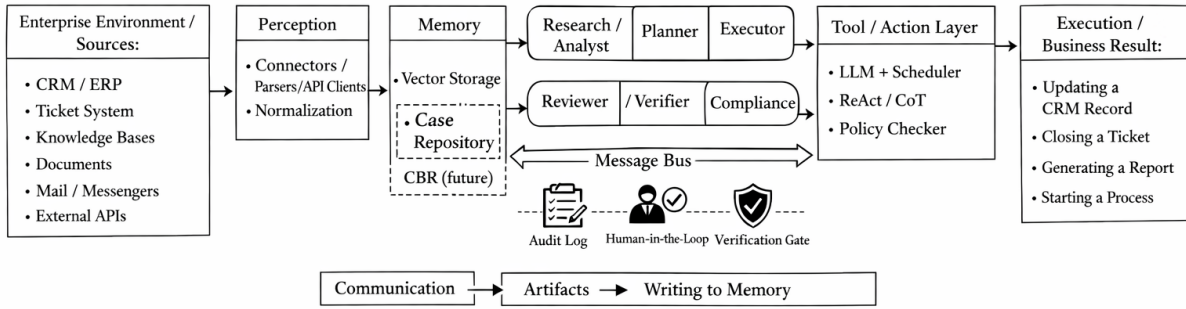 Enterprise Environment /
Sources:
• CRM / ERP
• Ticket System
• Knowledge Bases
• Documents
• Mail / Messengers
• External APIs
Perception
• Connectors /
Parsers/API Clients
• Normalization
Memory
• Vector Storage
• Case
Repository
CBR (future)
Research /
Analyst
Planner
Executor
Reviewer
/ Verifier
Compliance
Message Bus
Audit Log
Human-in-the-Loop
Verification Gate
Tool / Action Layer
• LLM + Scheduler
• ReAct / CoT
• Policy Checker
Execution /
Business Result:
• Updating a
CRM Record
• Closing a Ticket
• Generating a Report
• Starting a Process
Communication
Artifacts
Writing to Memory